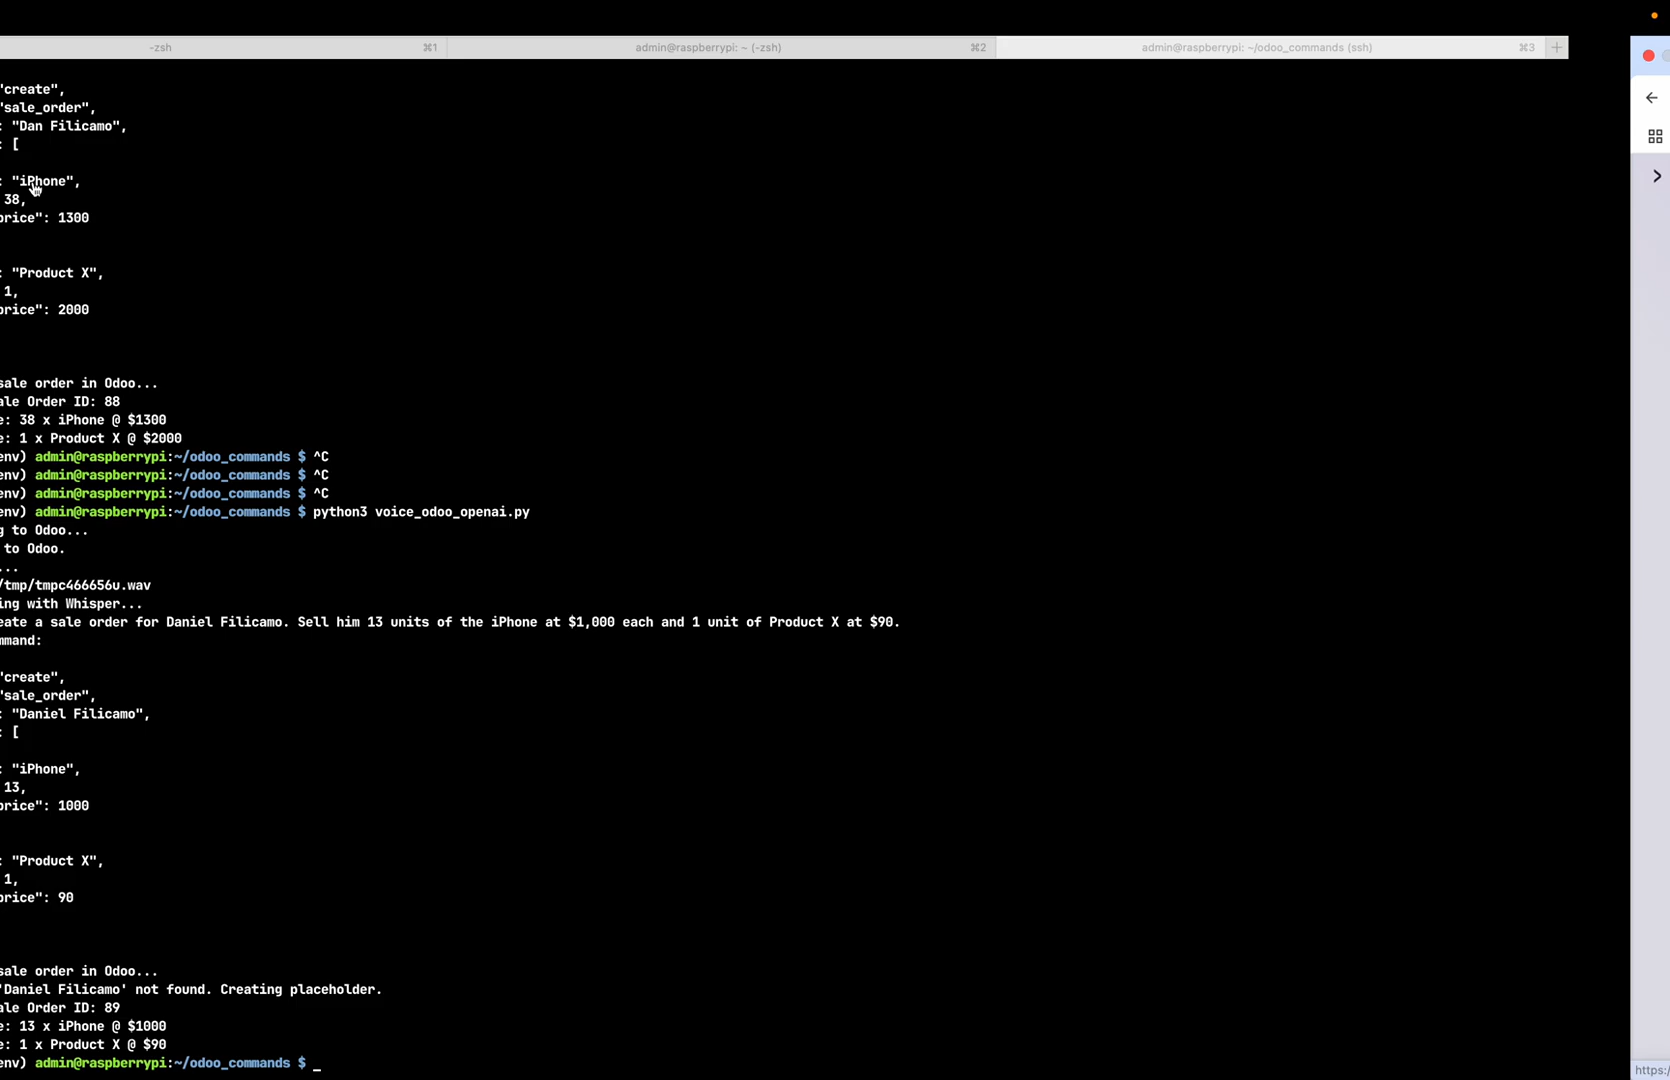 -zsh ⌘1 admin@raspberrypi: ~ (-zsh) ⌘2 admin@raspberrypi: ~/odoo_commands (ssh) ⌘3 +
"create",
"sale_order",
: "Dan Filicamo",
: [
: "iPhone",
38,
price": 1300
: "Product X",
1,
price": 2000
sale order in Odoo...
ale Order ID: 88
e: 38 x iPhone @ $1300
e: 1 x Product X @ $2000
env) admin@raspberrypi:~/odoo_commands $ ^C
env) admin@raspberrypi:~/odoo_commands $ ^C
env) admin@raspberrypi:~/odoo_commands $ ^C
env) admin@raspberrypi:~/odoo_commands $ python3 voice_odoo_openai.py
g to Odoo...
to Odoo.
...
/tmp/tmpc466656u.wav
ing with Whisper...
eate a sale order for Daniel Filicamo. Sell him 13 units of the iPhone at $1,000 each and 1 unit of Product X at $90.
mmand:
"create",
"sale_order",
: "Daniel Filicamo",
: [
: "iPhone",
13,
price": 1000
: "Product X",
1,
price": 90
sale order in Odoo...
'Daniel Filicamo' not found. Creating placeholder.
ale Order ID: 89
e: 13 x iPhone @ $1000
e: 1 x Product X @ $90
env) admin@raspberrypi:~/odoo_commands $ _
https:/